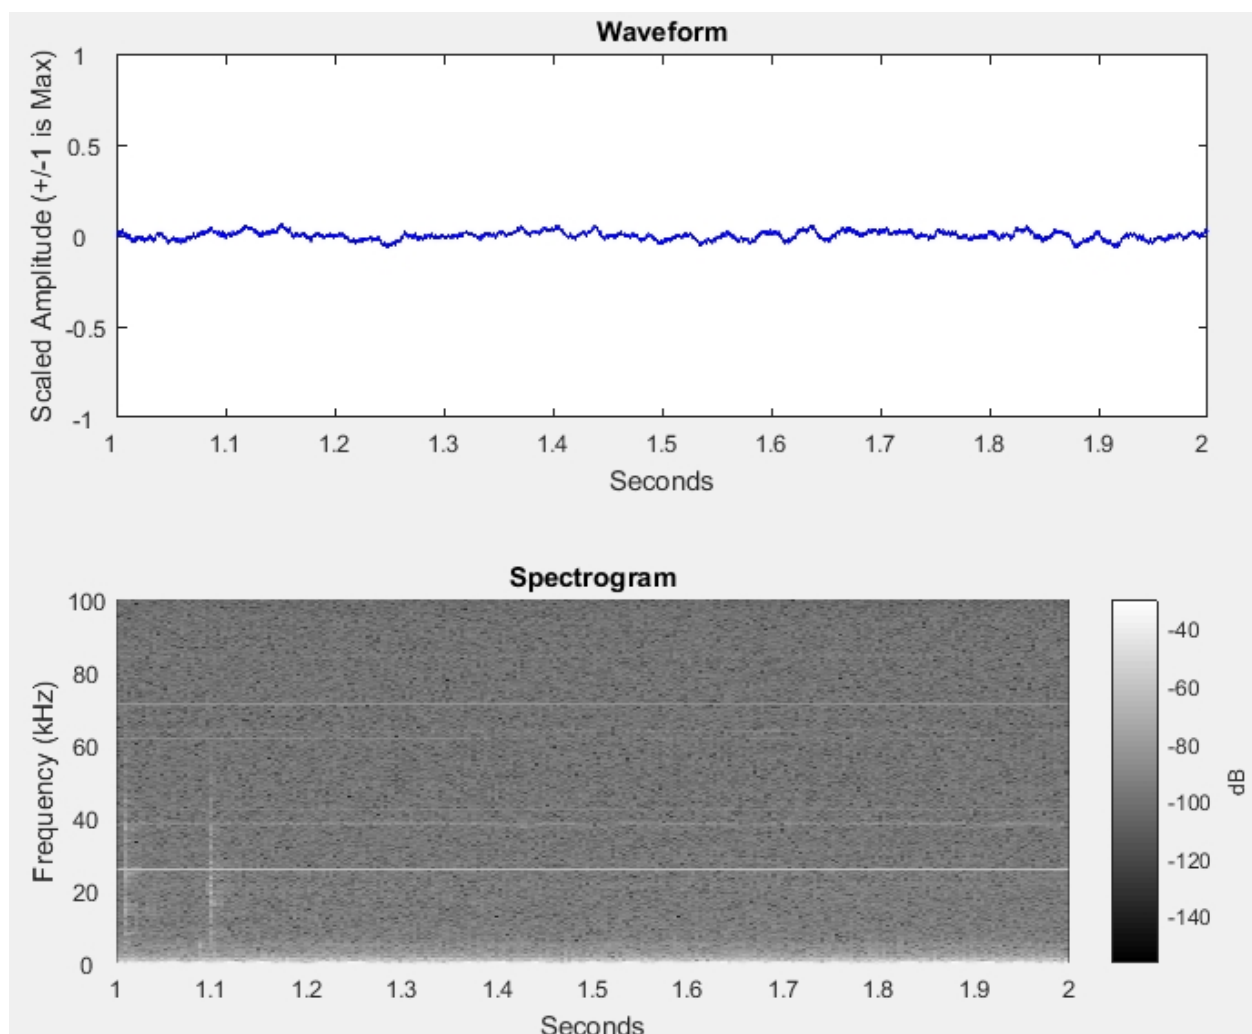 Waveform
Scaled Amplitude (+/-1 is Max)
1
0.5
0
-0.5
-1
1 1.1 1.2 1.3 1.4 1.5 1.6 1.7 1.8 1.9 2
Seconds
Spectrogram
Frequency (kHz)
100
80
60
40
20
0
1 1.1 1.2 1.3 1.4 1.5 1.6 1.7 1.8 1.9 2
Seconds
-40
-60
-80
-100
-120
-140
dB